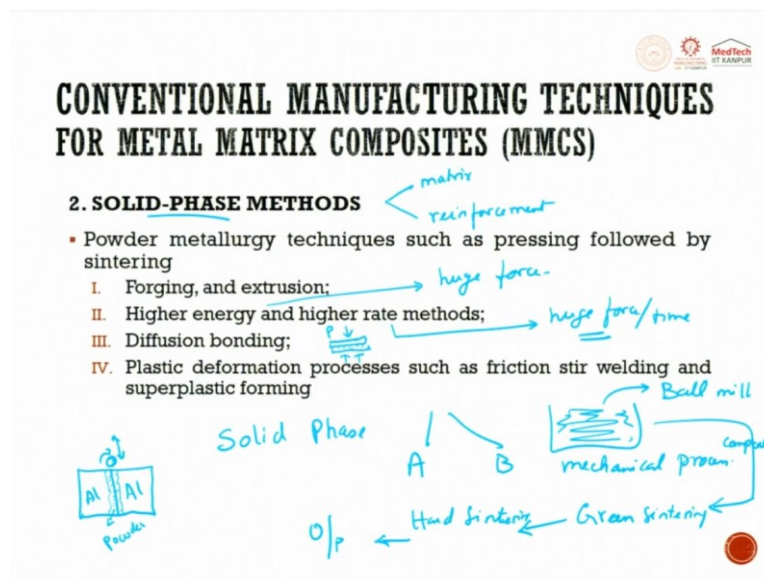 MedTech
IIT KANPUR
CONVENTIONAL MANUFACTURING TECHNIQUES
FOR METAL MATRIX COMPOSITES (MMCS)
2. SOLID-PHASE METHODS
matrix
reinforcement
▪ Powder metallurgy techniques such as pressing followed by
sintering
I. Forging, and extrusion;
huge force
II. Higher energy and higher rate methods;
huge force/time
III. Diffusion bonding;
P
IV. Plastic deformation processes such as friction stir welding and
superplastic forming
Ball mill
Solid Phase
A B
mechanical
Al Al
Powder
O/p
Hard Sintering
Green Sintering